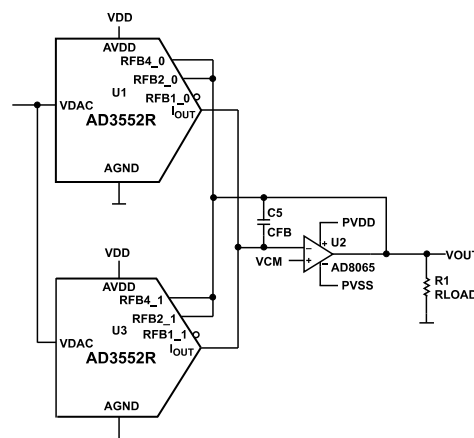 VDD
AVDD
RFB4_0
RFB2_0
U1
RFB1_0
VDAC
IOUT
AD3552R
AGND
C5
CFB
PVDD
U2
VCM
VOUT
AD8065
PVSS
R1
RLOAD
VDD
AVDD
RFB4_1
RFB2_1
U3
RFB1_1
VDAC
IOUT
AD3552R
AGND